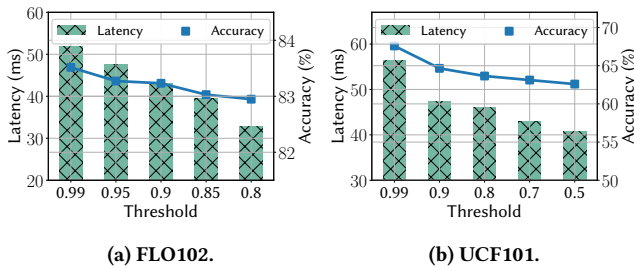 Latency
Accuracy
Latency (ms)
60
50
40
30
20
84
83
82
Accuracy (%)
0.99 0.95 0.9 0.85 0.8
Threshold
(a) FLO102.
Latency
Accuracy
Latency (ms)
60
50
40
30
70
65
60
55
50
Accuracy (%)
0.99 0.9 0.8 0.7 0.5
Threshold
(b) UCF101.